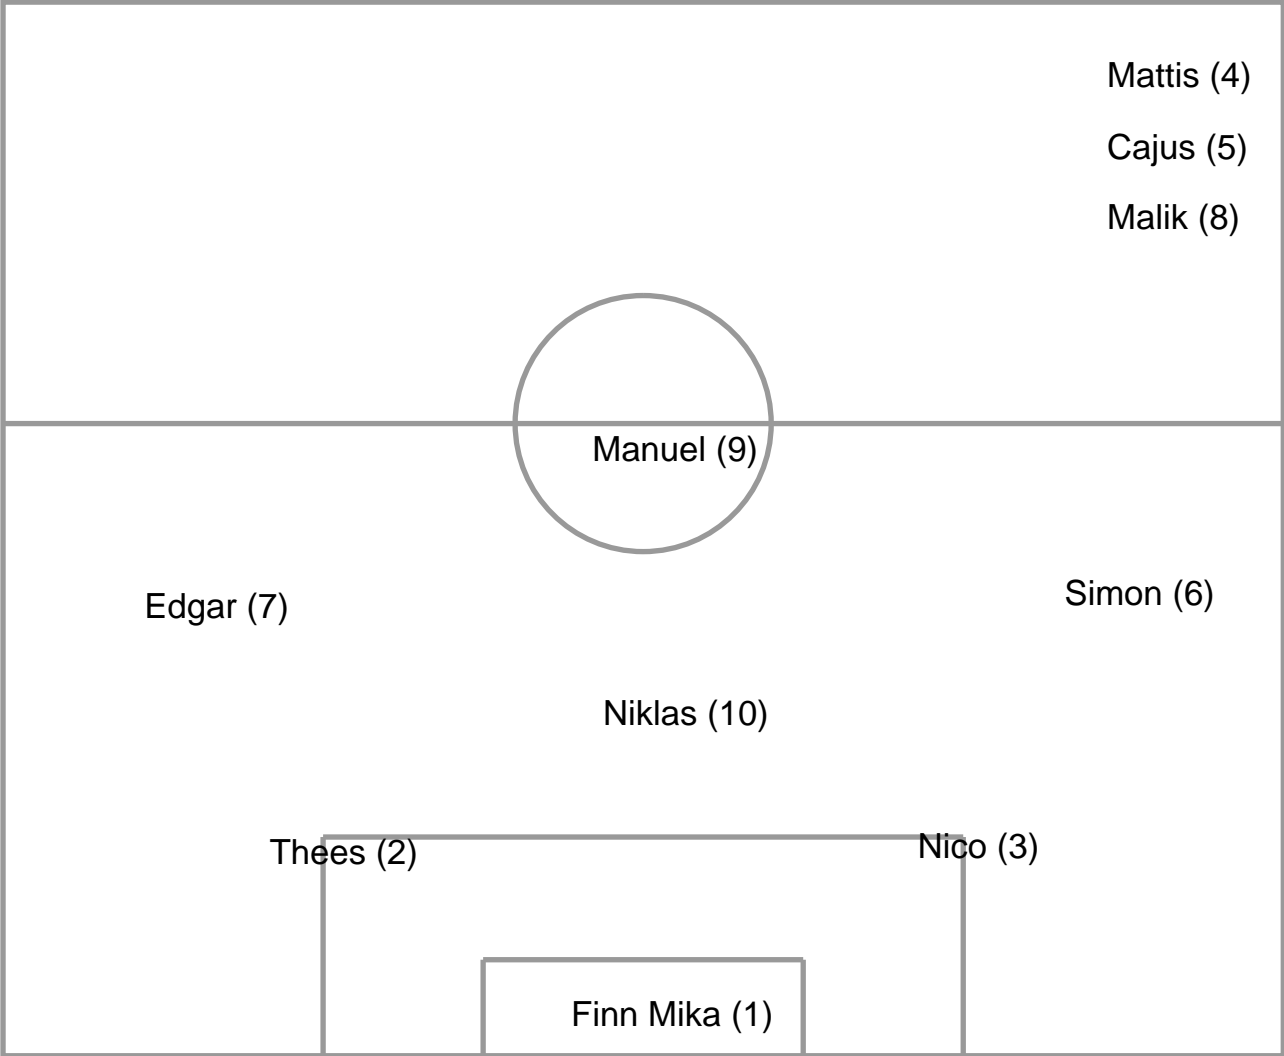 Mattis (4)
Cajus (5)
Malik (8)
Manuel (9)
Edgar (7)
Simon (6)
Niklas (10)
Thees (2)
Nico (3)
Finn Mika (1)